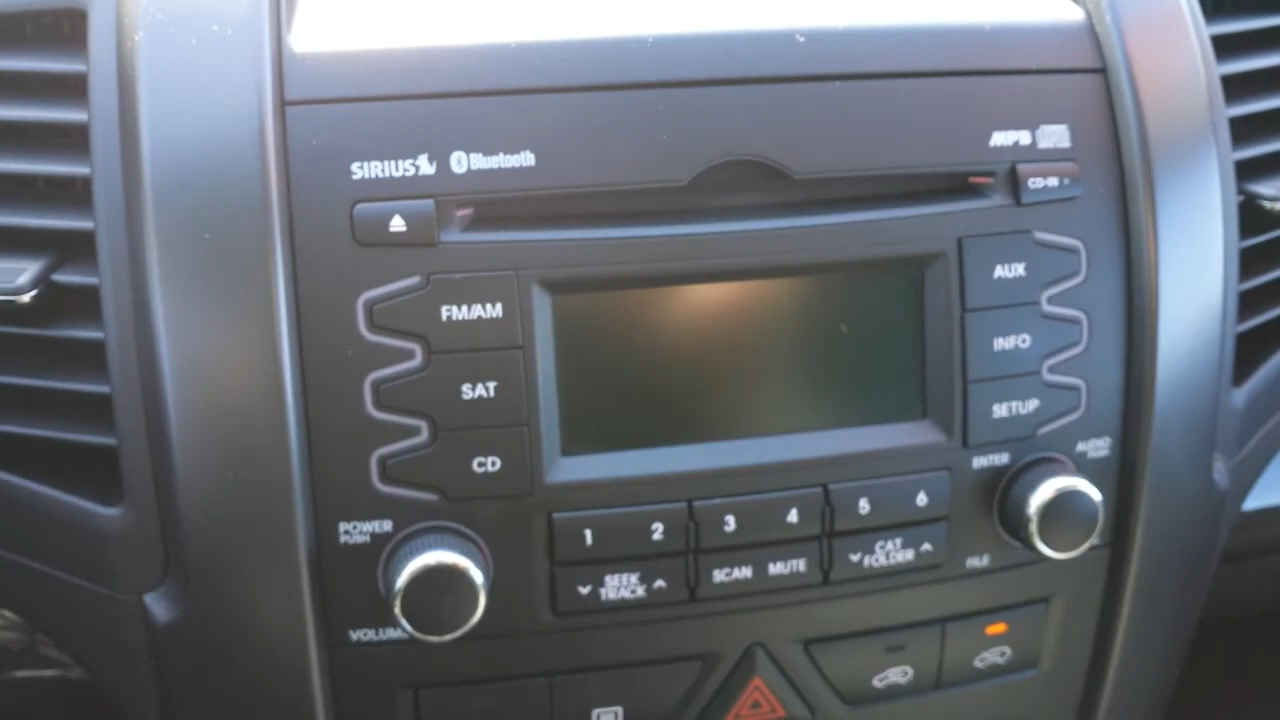 SIRIUS
Bluetooth
MP3
CD-IN
AUX
FM/AM
INFO
SAT
SETUP
CD
AUDIO
PUSH
ENTER
POWER
PUSH
1 2 3 4 5 6
SEEK
TRACK
SCAN MUTE
CAT
FOLDER
FILE
VOLUME